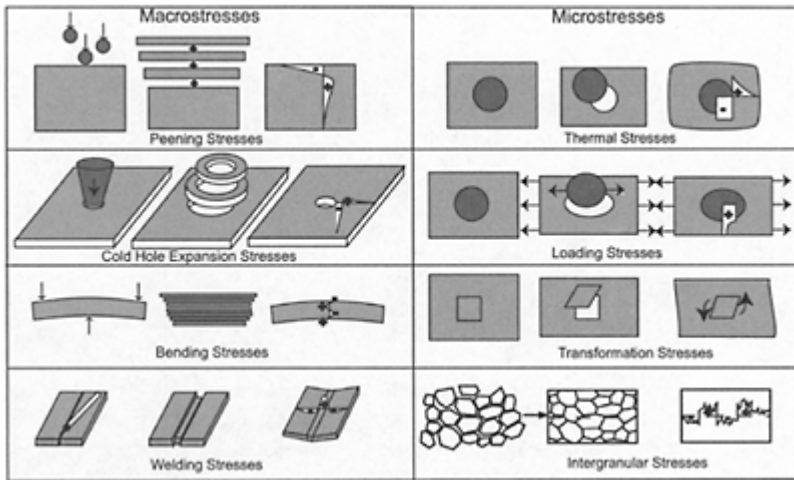 Macrostresses
Microstresses
Peening Stresses
Thermal Stresses
Cold Hole Expansion Stresses
Loading Stresses
Bending Stresses
Transformation Stresses
Welding Stresses
Intergranular Stresses